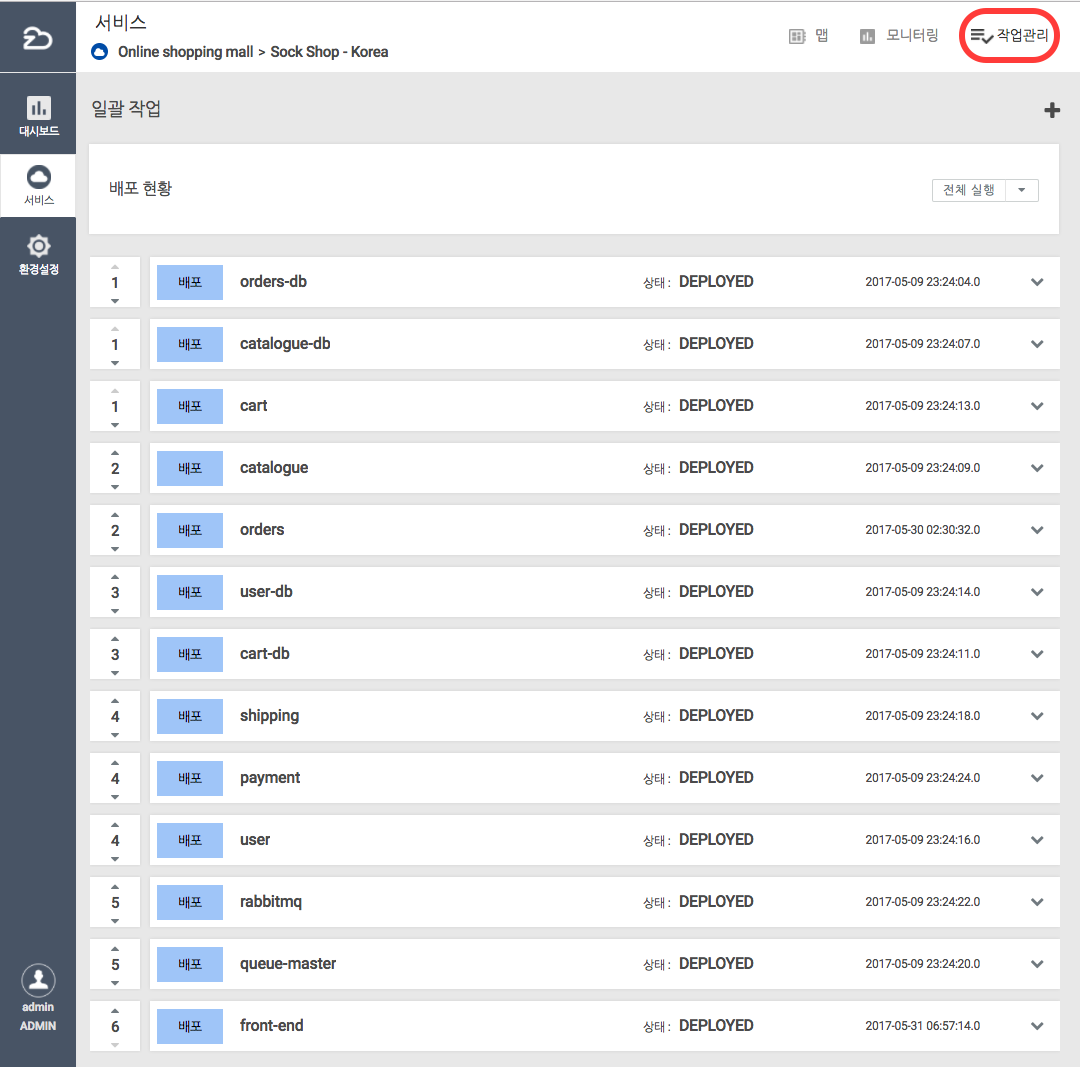 서비스
Online shopping mall > Sock Shop - Korea
맵
모니터링
작업관리
대시보드
서비스
환경설정
admin
ADMIN
일괄 작업
배포 현황
전체 실행
1 배포 orders-db 상태 : DEPLOYED 2017-05-09 23:24:04.0
1 배포 catalogue-db 상태 : DEPLOYED 2017-05-09 23:24:07.0
1 배포 cart 상태 : DEPLOYED 2017-05-09 23:24:13.0
2 배포 catalogue 상태 : DEPLOYED 2017-05-09 23:24:09.0
2 배포 orders 상태 : DEPLOYED 2017-05-30 02:30:32.0
3 배포 user-db 상태 : DEPLOYED 2017-05-09 23:24:14.0
3 배포 cart-db 상태 : DEPLOYED 2017-05-09 23:24:11.0
4 배포 shipping 상태 : DEPLOYED 2017-05-09 23:24:18.0
4 배포 payment 상태 : DEPLOYED 2017-05-09 23:24:24.0
4 배포 user 상태 : DEPLOYED 2017-05-09 23:24:16.0
5 배포 rabbitmq 상태 : DEPLOYED 2017-05-09 23:24:22.0
5 배포 queue-master 상태 : DEPLOYED 2017-05-09 23:24:20.0
6 배포 front-end 상태 : DEPLOYED 2017-05-31 06:57:14.0